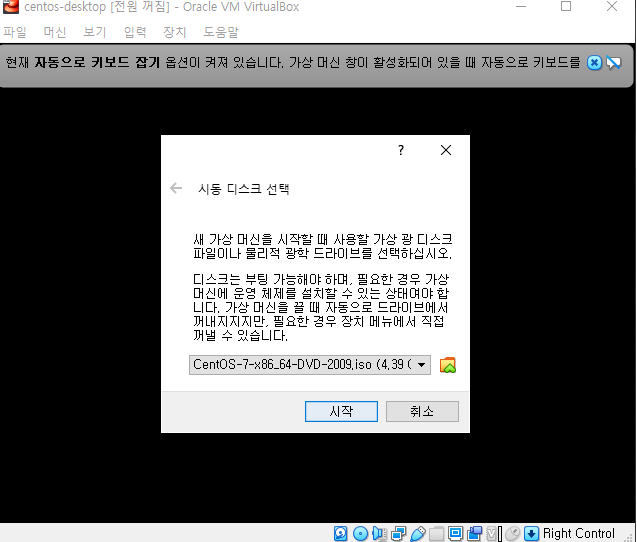 centos-desktop [전원 꺼짐] - Oracle VM VirtualBox
파일 머신 보기 입력 장치 도움말
현재 자동으로 키보드 잡기 옵션이 켜져 있습니다. 가상 머신 창이 활성화되어 있을 때 자동으로 키보드를
?
시동 디스크 선택
새 가상 머신을 시작할 때 사용할 가상 광 디스크
파일이나 물리적 광학 드라이브를 선택하십시오.
디스크는 부팅 가능해야 하며, 필요한 경우 가상
머신에 운영 체제를 설치할 수 있는 상태여야 합
니다. 가상 머신을 끌 때 자동으로 드라이브에서
꺼내지지지만, 필요한 경우 장치 메뉴에서 직접
꺼낼 수 있습니다.
CentOS-7-x86_64-DVD-2009.iso (4.39 (
시작 취소
Right Control